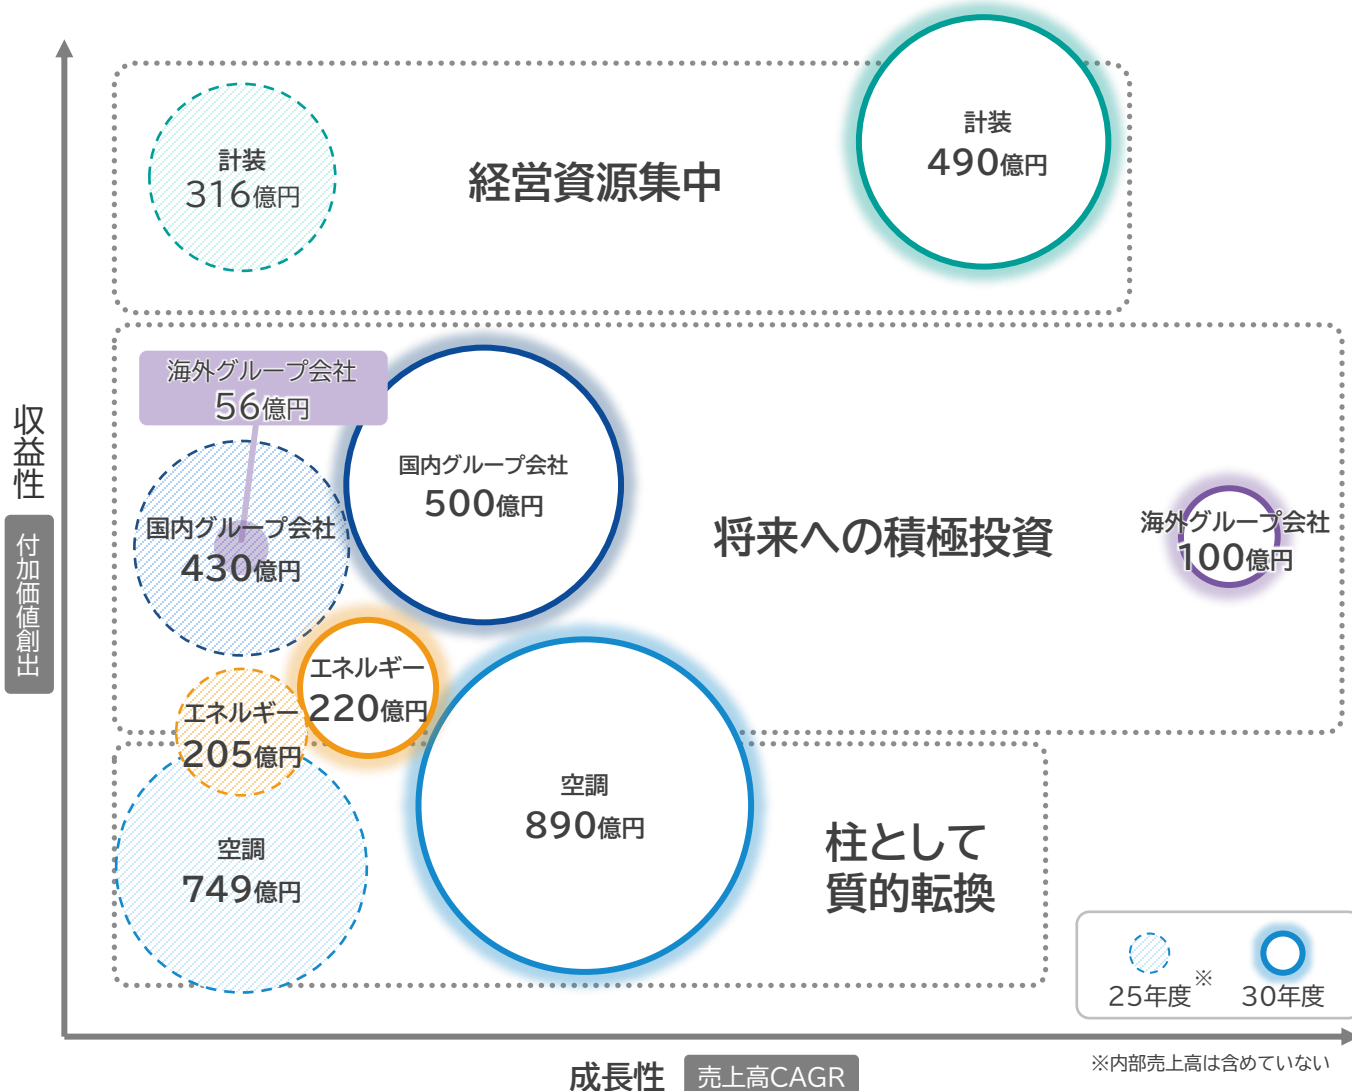 計装
316億円
経営資源集中
計装
490億円
海外グループ会社
56億円
国内グループ会社
500億円
国内グループ会社
430億円
将来への積極投資
海外グループ会社
100億円
エネルギー
220億円
エネルギー
205億円
空調
890億円
空調
749億円
柱として
質的転換
収益性
付加価値創出
25年度※
30年度
成長性
売上高CAGR
※内部売上高は含めていない